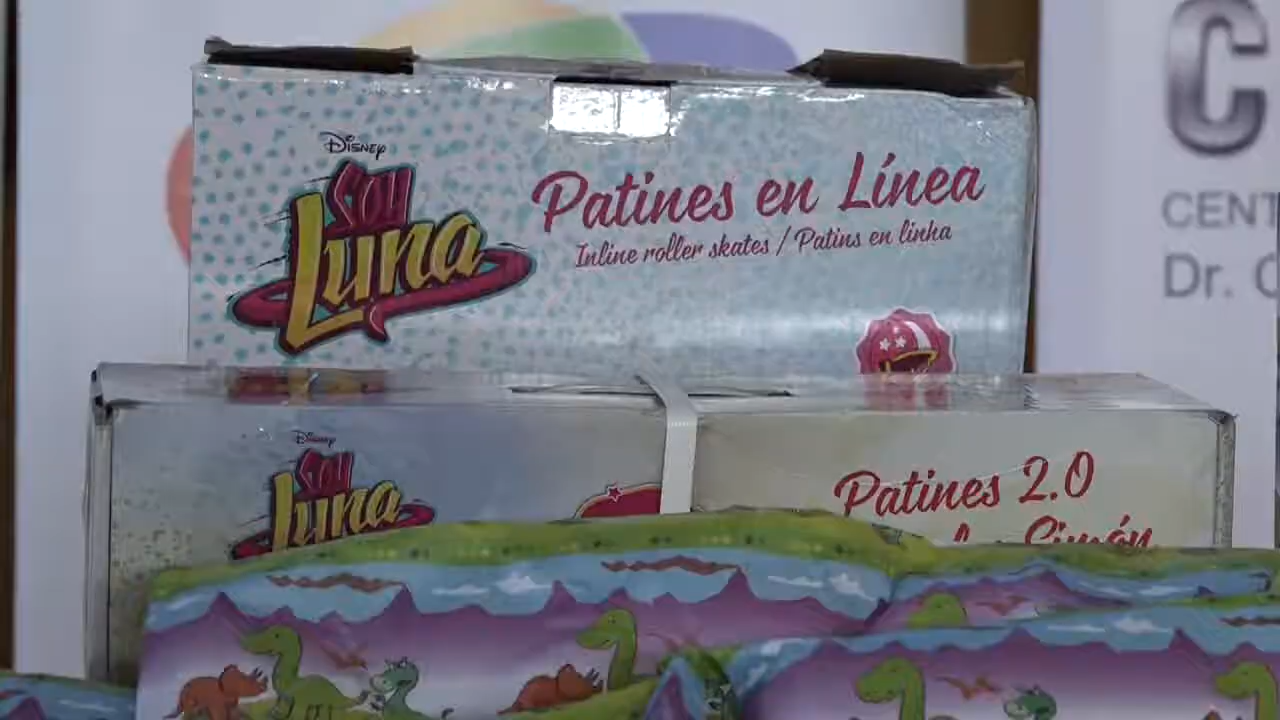 C
CENT
Dr. C
Disney
Soy
Luna
Patines en Línea
Inline roller skates / Patins en linha
Disney
Soy
Luna
Patines 2.0
Simón